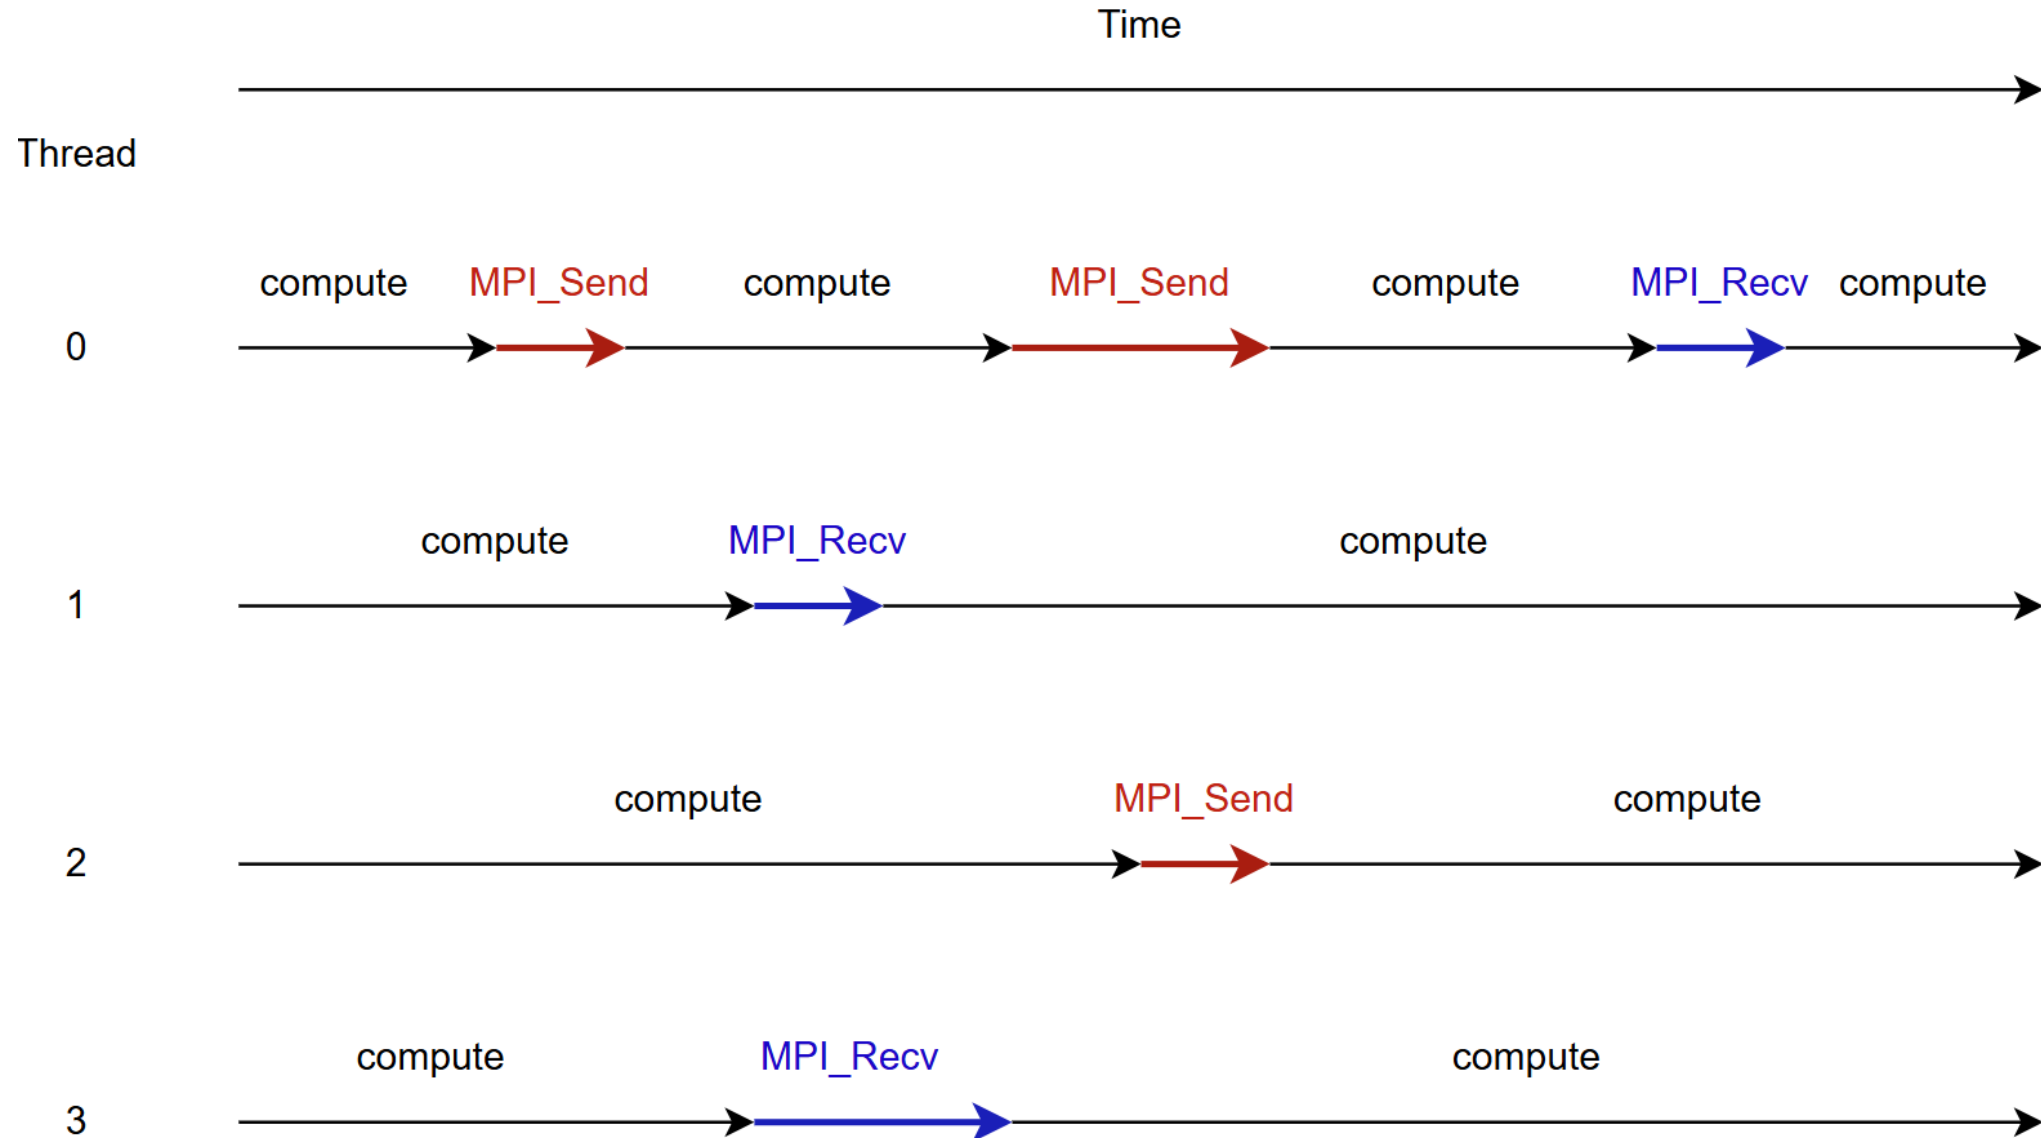 Time
Thread
compute MPI_Send compute MPI_Send compute MPI_Recv compute
0
compute MPI_Recv compute
1
compute MPI_Send compute
2
compute MPI_Recv compute
3